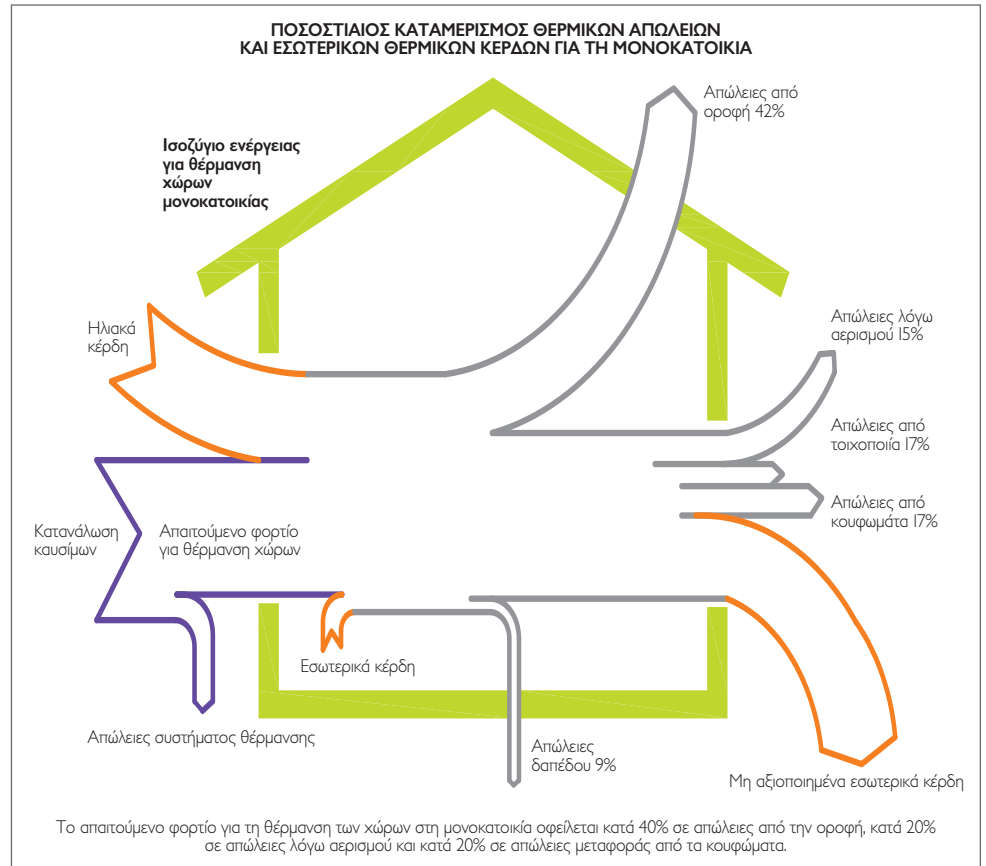 ΠΟΣΟΣΤΙΑΙΟΣ ΚΑΤΑΜΕΡΙΣΜΟΣ ΘΕΡΜΙΚΩΝ ΑΠΩΛΕΙΩΝ
ΚΑΙ ΕΣΩΤΕΡΙΚΩΝ ΘΕΡΜΙΚΩΝ ΚΕΡΔΩΝ ΓΙΑ ΤΗ ΜΟΝΟΚΑΤΟΙΚΙΑ
Απώλειες από
οροφή 42%
Ισοζύγιο ενέργειας
για θέρμανση
χώρων
μονοκατοικίας
Ηλιακά
κέρδη
Απώλειες λόγω
αερισμού 15%
Απώλειες από
τοιχοποιία 17%
Απώλειες από
κουφωμάτα 17%
Κατανάλωση
καυσίμων
Απαιτούμενο φορτίο
για θέρμανση χώρων
Εσωτερικά κέρδη
Απώλειες συστήματος θέρμανσης
Απώλειες
δαπέδου 9%
Μη αξιοποιημένα εσωτερικά κέρδη
Το απαιτούμενο φορτίο για τη θέρμανση των χώρων στη μονοκατοικία οφείλεται κατά 40% σε απώλειες από την οροφή, κατά 20%
σε απώλειες λόγω αερισμού και κατά 20% σε απώλειες μεταφοράς από τα κουφώματα.